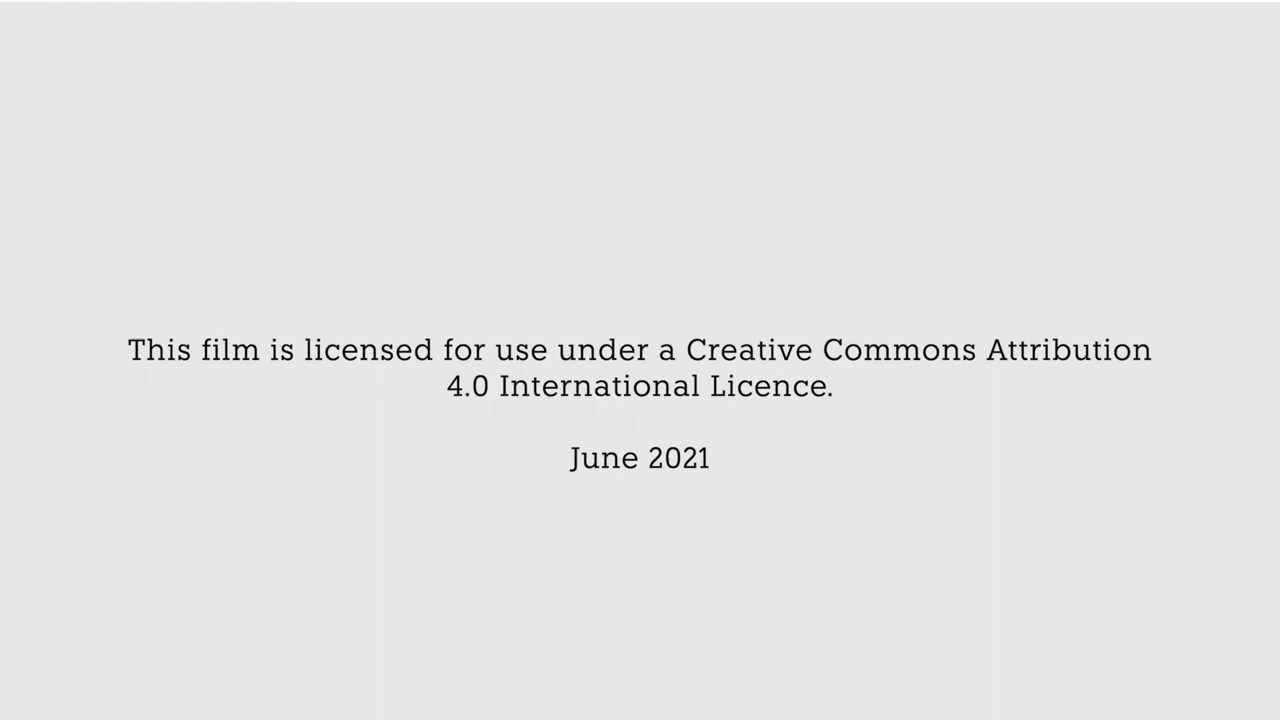 This film is licensed for use under a Creative Commons Attribution
4.0 International Licence.
June 2021